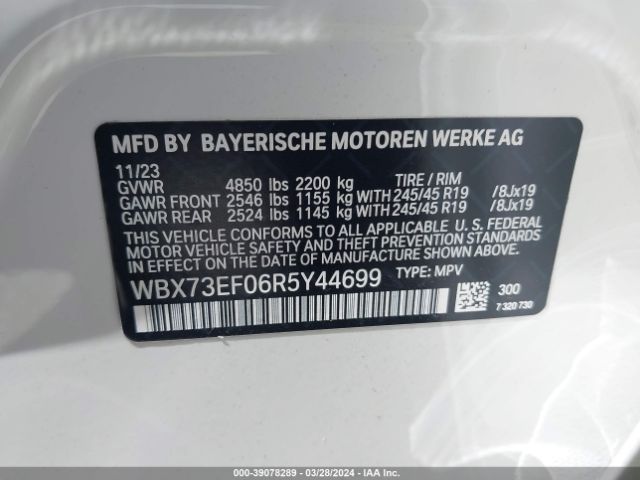 MFD BY BAYERISCHE MOTOREN WERKE AG
11/23
GVWR 4850 lbs 2200 kg TIRE / RIM
GAWR FRONT 2546 lbs 1155 kg WITH 245/45 R19 /8Jx19
GAWR REAR 2524 lbs 1145 kg WITH 245/45 R19 /8Jx19
THIS VEHICLE CONFORMS TO ALL APPLICABLE U. S. FEDERAL
MOTOR VEHICLE SAFETY AND THEFT PREVENTION STANDARDS
IN EFFECT ON THE DATE OF MANUFACTURE SHOWN ABOVE.
WBX73EF06R5Y44699 TYPE: MPV
300
7 320 730
000-39078289 | 03/28/2024 | IAA, Inc.